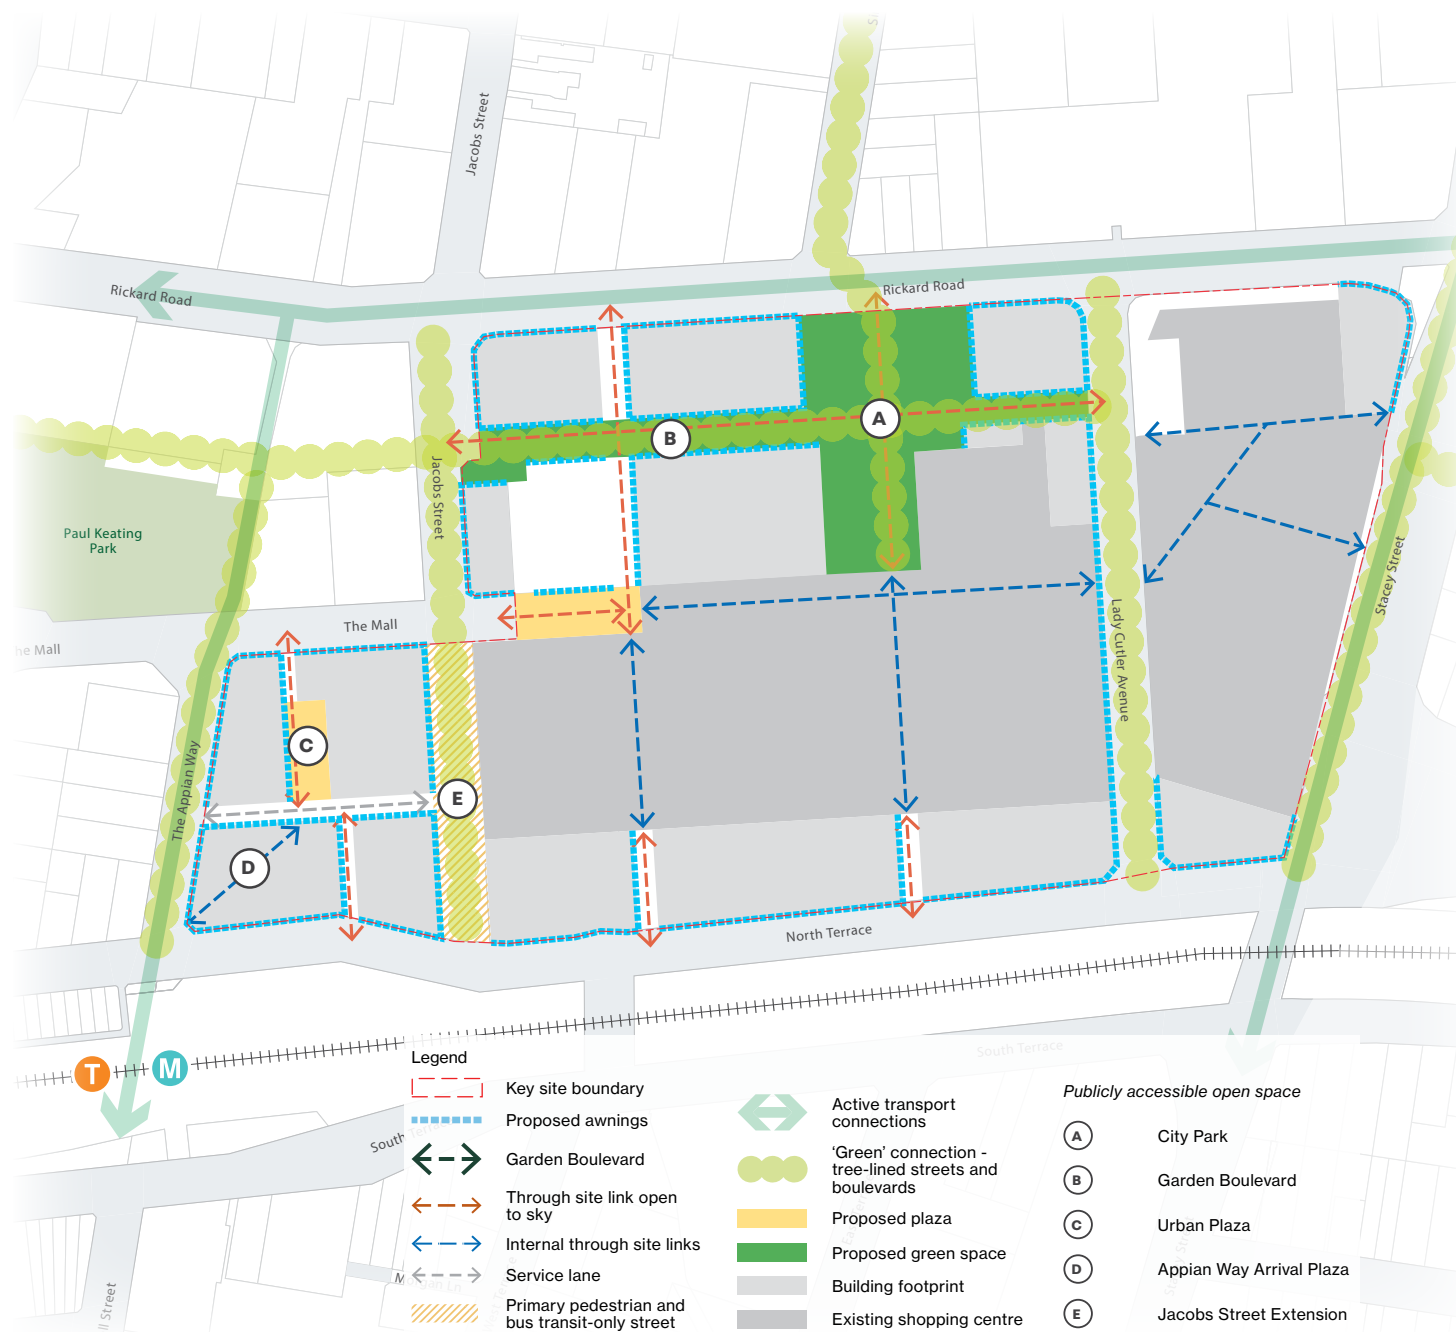 Jacobs Street
Rickard Road
Rickard Road
A
B
Jacobs Street
Paul Keating
Park
The Mall
he Mall
Lady Cutler Avenue
Stacey Street
The Appian Way
C
E
D
North Terrace
T
M
South Terrace
South Terrace
ll Street
Legend
Key site boundary
Proposed awnings
Garden Boulevard
Through site link open
to sky
Internal through site links
Service lane
Primary pedestrian and
bus transit-only street
Active transport
connections
‘Green’ connection -
tree-lined streets and
boulevards
Proposed plaza
Proposed green space
Building footprint
Existing shopping centre
Publicly accessible open space
A City Park
B Garden Boulevard
C Urban Plaza
D Appian Way Arrival Plaza
E Jacobs Street Extension